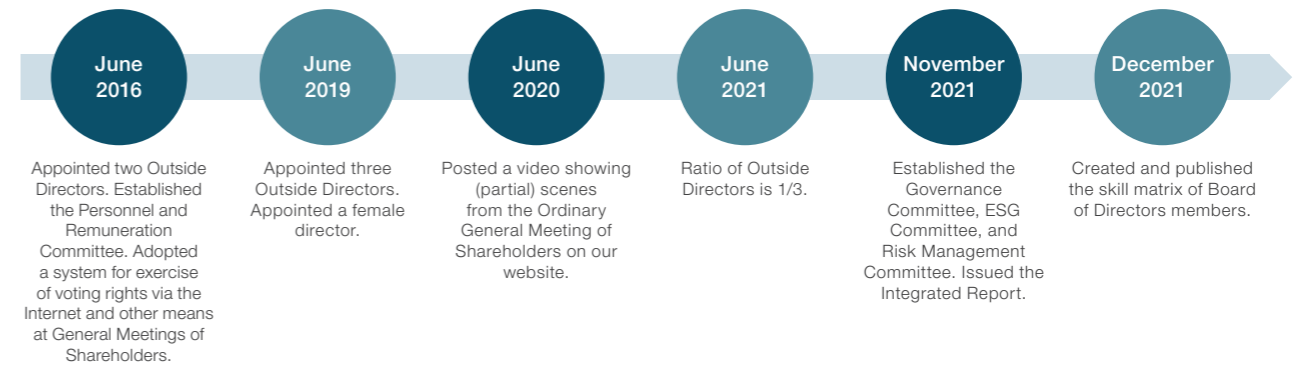 June
2016
Appointed two Outside
Directors. Established
the Personnel and
Remuneration
Committee. Adopted
a system for exercise
of voting rights via the
Internet and other means
at General Meetings of
Shareholders.
June
2019
Appointed three
Outside Directors.
Appointed a female
director.
June
2020
Posted a video showing
(partial) scenes
from the Ordinary
General Meeting of
Shareholders on our
website.
June
2021
Ratio of Outside
Directors is 1/3.
November
2021
Established the
Governance
Committee, ESG
Committee, and
Risk Management
Committee. Issued the
Integrated Report.
December
2021
Created and published
the skill matrix of Board
of Directors members.